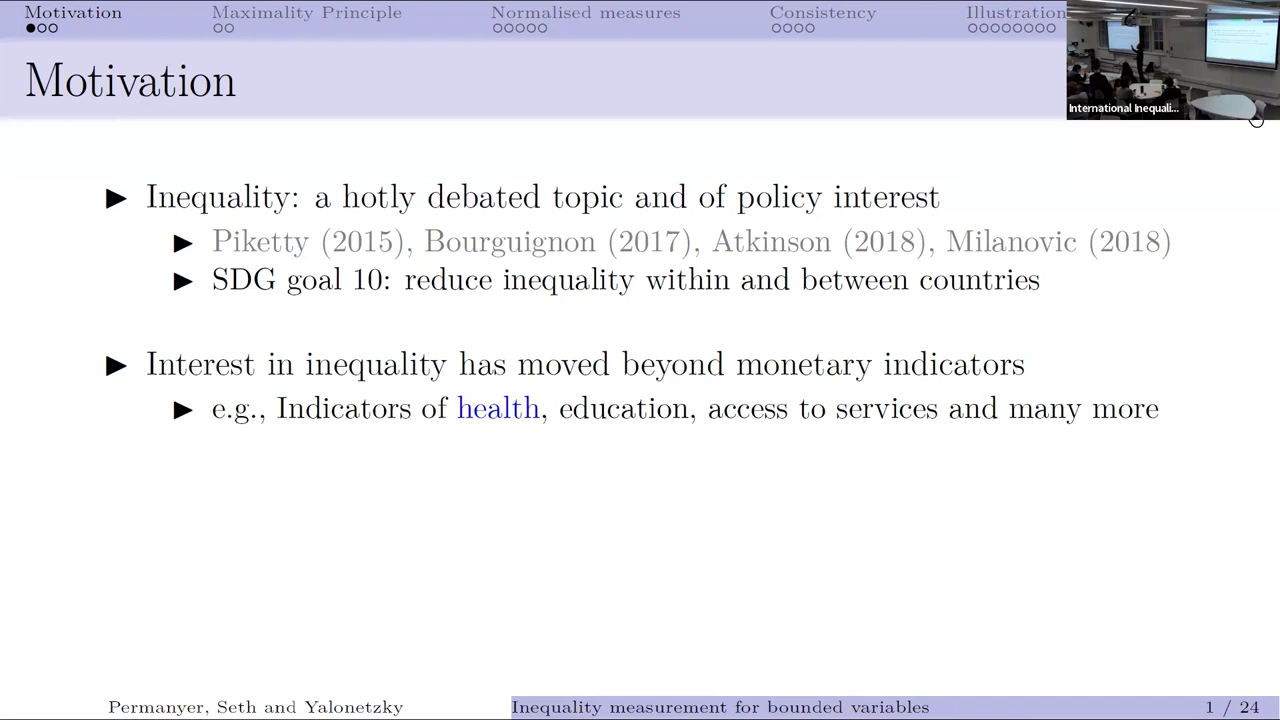 Motivation
Maximality Principle
Normalised measures
Consistency
Illustration
Motivation
International Inequali...
▶ Inequality: a hotly debated topic and of policy interest
▶ Piketty (2015), Bourguignon (2017), Atkinson (2018), Milanovic (2018)
▶ SDG goal 10: reduce inequality within and between countries
▶ Interest in inequality has moved beyond monetary indicators
▶ e.g., Indicators of health, education, access to services and many more
Permanyer, Seth and Yalonetzky
Inequality measurement for bounded variables
1 / 24